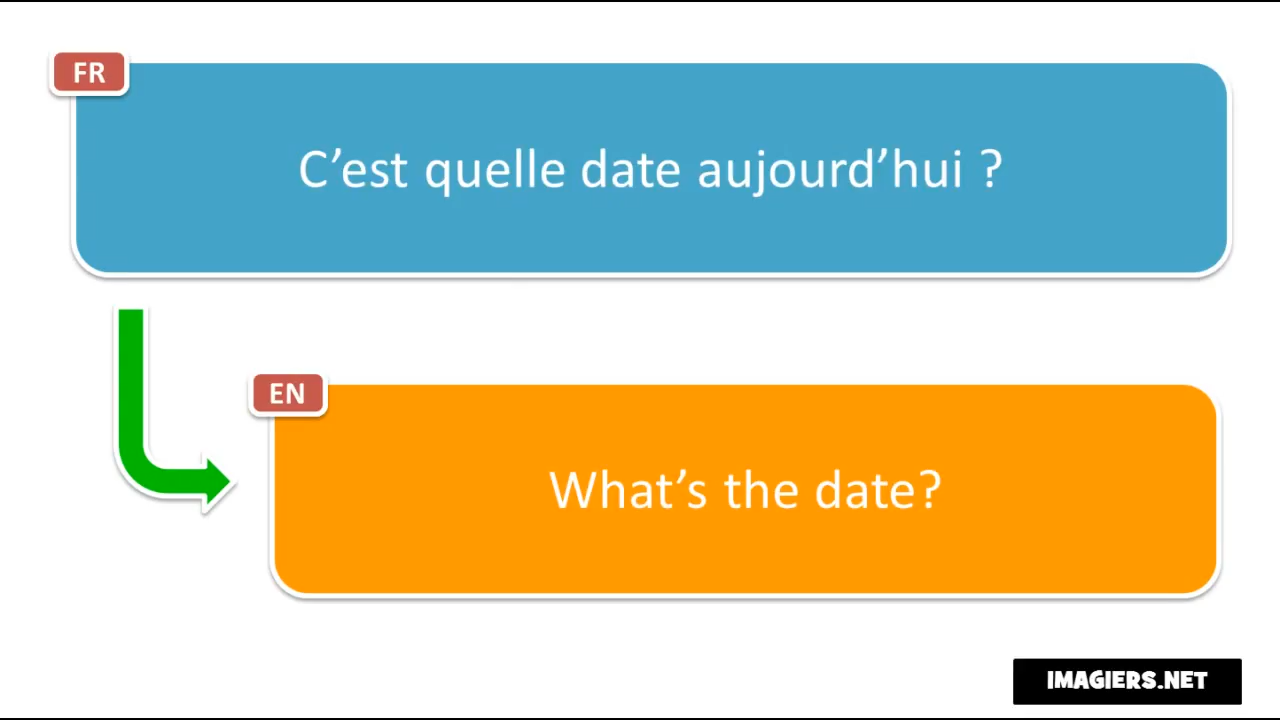 FR
C’est quelle date aujourd’hui ?
EN
What’s the date?
IMAGIERS.NET